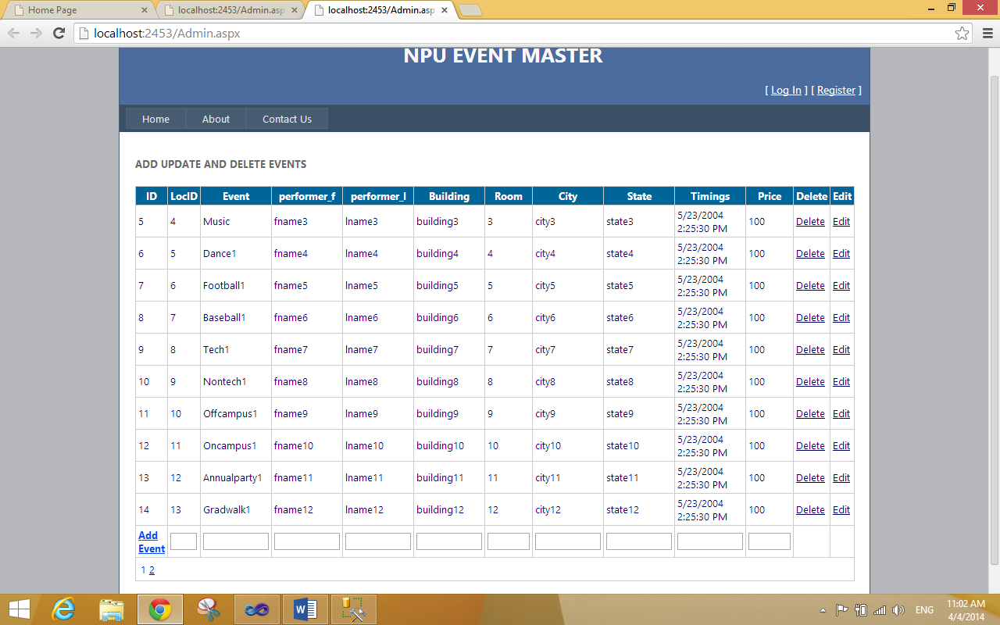 Home Page
localhost:2453/Admin.asp
localhost:2453/Admin.asp
localhost:2453/Admin.aspx
NPU EVENT MASTER
[ Log In ] [ Register ]
Home About Contact Us
ADD UPDATE AND DELETE EVENTS
ID LocID Event performer_f performer_l Building Room City State Timings Price Delete Edit
5 4 Music fname3 lname3 building3 3 city3 state3 5/23/2004 2:25:30 PM 100 Delete Edit
6 5 Dance1 fname4 lname4 building4 4 city4 state4 5/23/2004 2:25:30 PM 100 Delete Edit
7 6 Football1 fname5 lname5 building5 5 city5 state5 5/23/2004 2:25:30 PM 100 Delete Edit
8 7 Baseball1 fname6 lname6 building6 6 city6 state6 5/23/2004 2:25:30 PM 100 Delete Edit
9 8 Tech1 fname7 lname7 building7 7 city7 state7 5/23/2004 2:25:30 PM 100 Delete Edit
10 9 Nontech1 fname8 lname8 building8 8 city8 state8 5/23/2004 2:25:30 PM 100 Delete Edit
11 10 Offcampus1 fname9 lname9 building9 9 city9 state9 5/23/2004 2:25:30 PM 100 Delete Edit
12 11 Oncampus1 fname10 lname10 building10 10 city10 state10 5/23/2004 2:25:30 PM 100 Delete Edit
13 12 Annualparty1 fname11 lname11 building11 11 city11 state11 5/23/2004 2:25:30 PM 100 Delete Edit
14 13 Gradwalk1 fname12 lname12 building12 12 city12 state12 5/23/2004 2:25:30 PM 100 Delete Edit
Add
Event
1 2
ENG
11:02 AM
4/4/2014